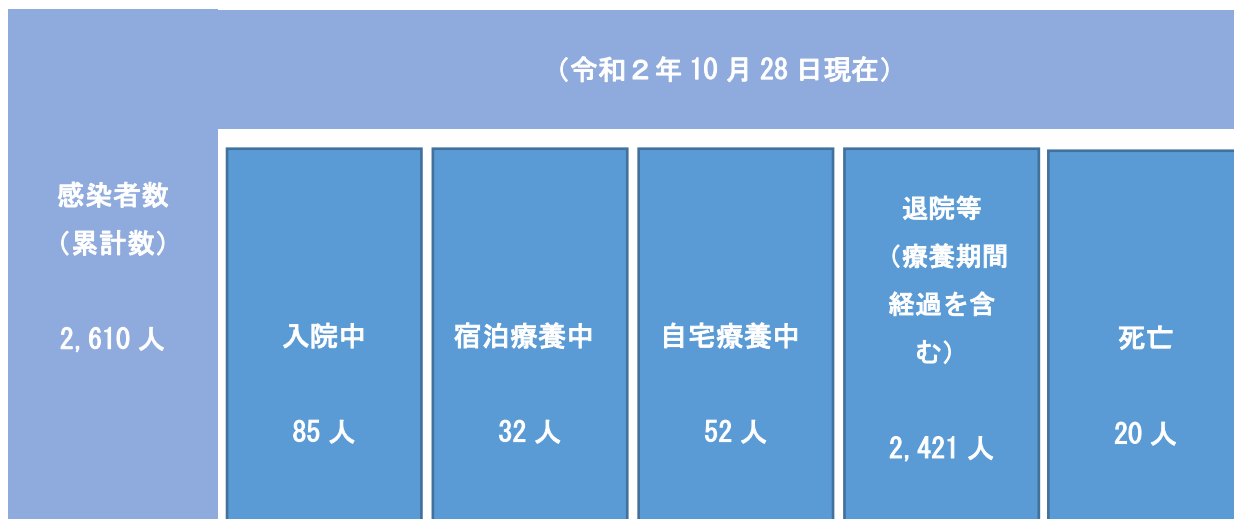 (令和２年 10 月 28 日現在)
感染者数
(累計数)
2,610 人
入院中
85 人
宿泊療養中
32 人
自宅療養中
52 人
退院等
(療養期間
経過を含
む)
2,421 人
死亡
20 人